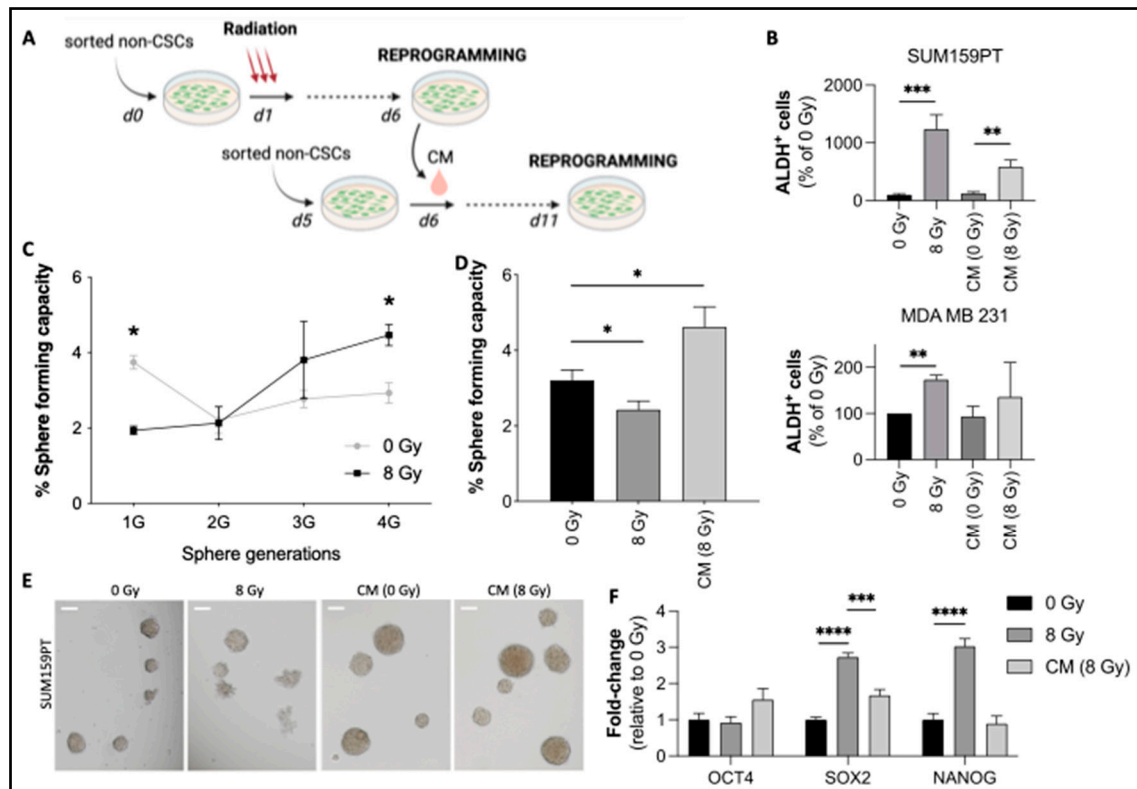 A
sorted non-CSCs
Radiation
REPROGRAMMING
d0
d1
d6
sorted non-CSCs
CM
REPROGRAMMING
d5
d6
d11
B
SUM159PT
ALDH+ cells
(% of 0 Gy)
2000
1000
0
***
**
0 Gy
8 Gy
CM (0 Gy)
CM (8 Gy)
MDA MB 231
ALDH+ cells
(% of 0 Gy)
200
100
0
**
0 Gy
8 Gy
CM (0 Gy)
CM (8 Gy)
C
% Sphere forming capacity
6
4
2
0
*
*
0 Gy
8 Gy
1G 2G 3G 4G
Sphere generations
D
% Sphere forming capacity
6
4
2
0
*
*
0 Gy
8 Gy
CM (8 Gy)
E
0 Gy 8 Gy CM (0 Gy) CM (8 Gy)
SUM159PT
F
Fold-change
(relative to 0 Gy)
4
3
2
1
0
****
***
****
0 Gy
8 Gy
CM (8 Gy)
OCT4 SOX2 NANOG